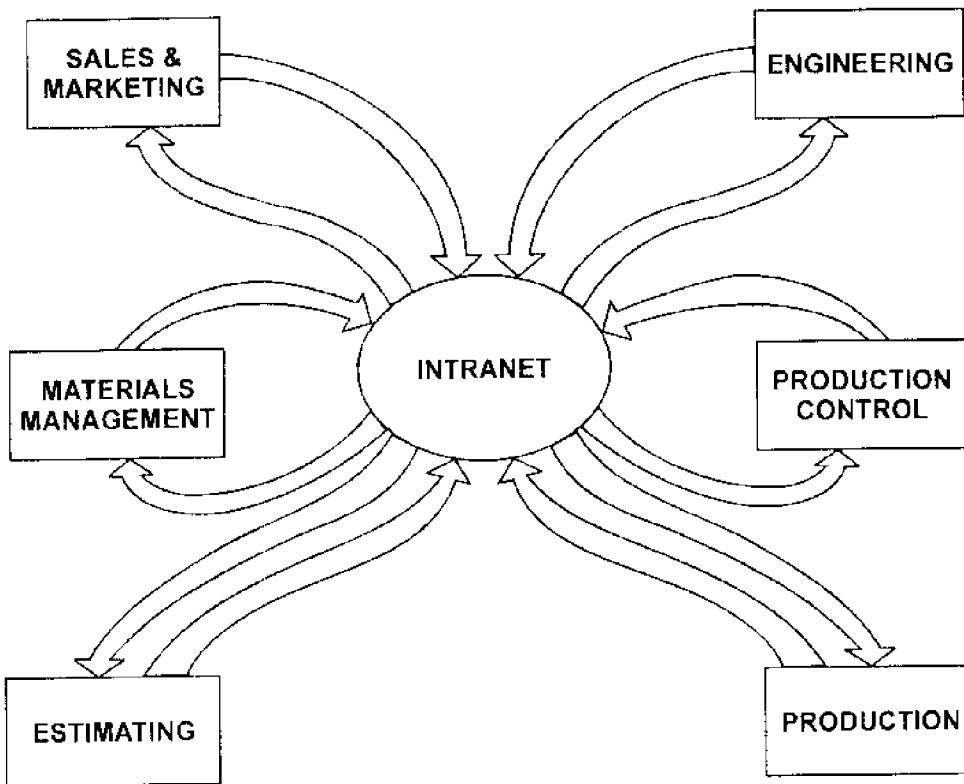 SALES &
MARKETING
ENGINEERING
INTRANET
MATERIALS
MANAGEMENT
PRODUCTION
CONTROL
ESTIMATING
PRODUCTION